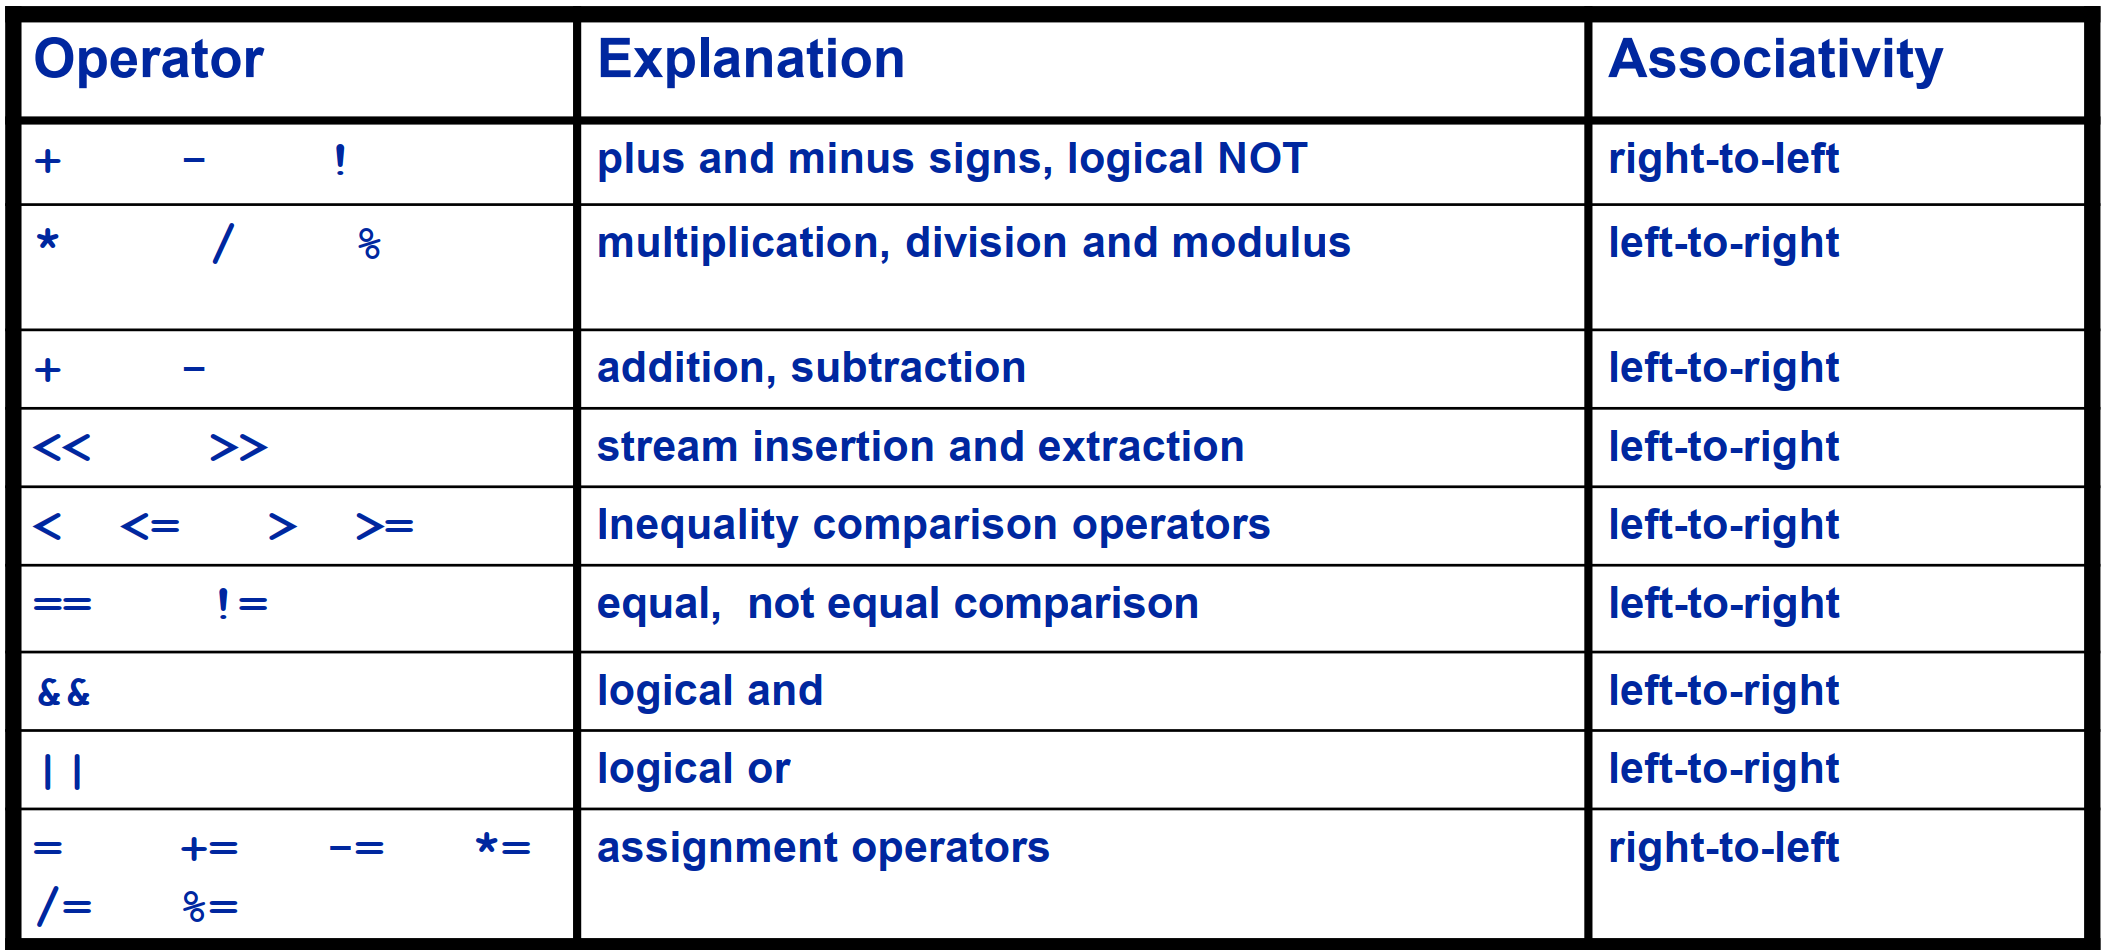 Operator Explanation Associativity
+ - ! plus and minus signs, logical NOT right-to-left
* / % multiplication, division and modulus left-to-right
+ - addition, subtraction left-to-right
<< >> stream insertion and extraction left-to-right
< <= > >= Inequality comparison operators left-to-right
== != equal, not equal comparison left-to-right
&& logical and left-to-right
|| logical or left-to-right
= += -= *= assignment operators right-to-left
/= %=